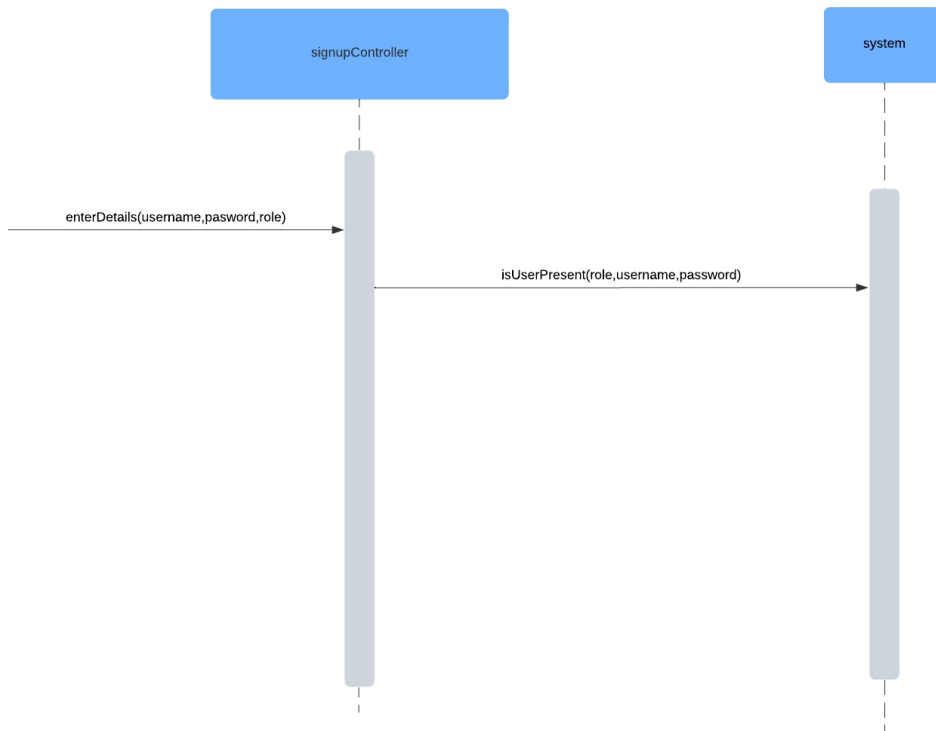 signupController
system
enterDetails(username,pasword,role)
isUserPresent(role,username,password)